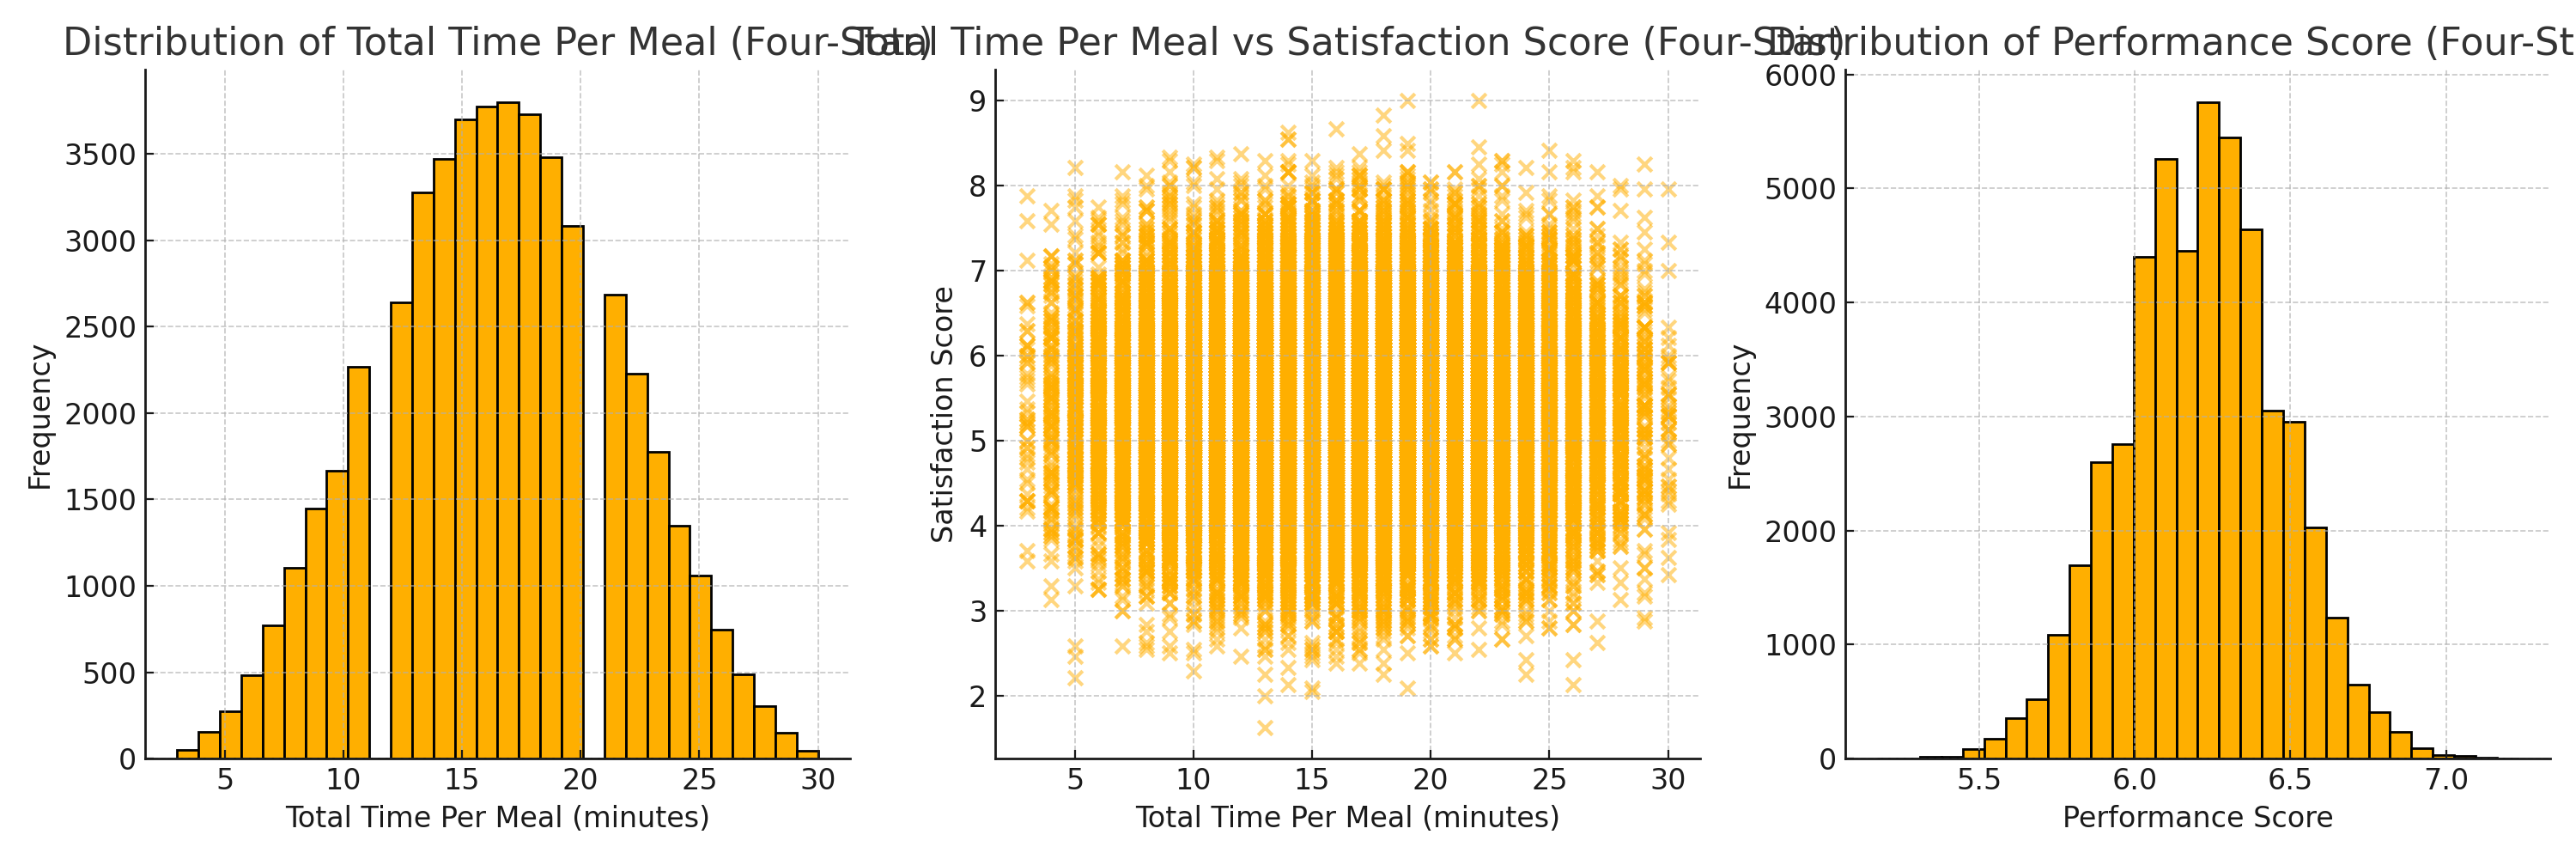 Distribution of Total Time Per Meal (Four-Star)
Total Time Per Meal vs Satisfaction Score (Four-Star)
Distribution of Performance Score (Four-St
Frequency
3500
3000
2500
2000
1500
1000
500
0
5 10 15 20 25 30
Total Time Per Meal (minutes)
Satisfaction Score
9
8
7
6
5
4
3
2
5 10 15 20 25 30
Total Time Per Meal (minutes)
Frequency
6000
5000
4000
3000
2000
1000
0
5.5 6.0 6.5 7.0
Performance Score